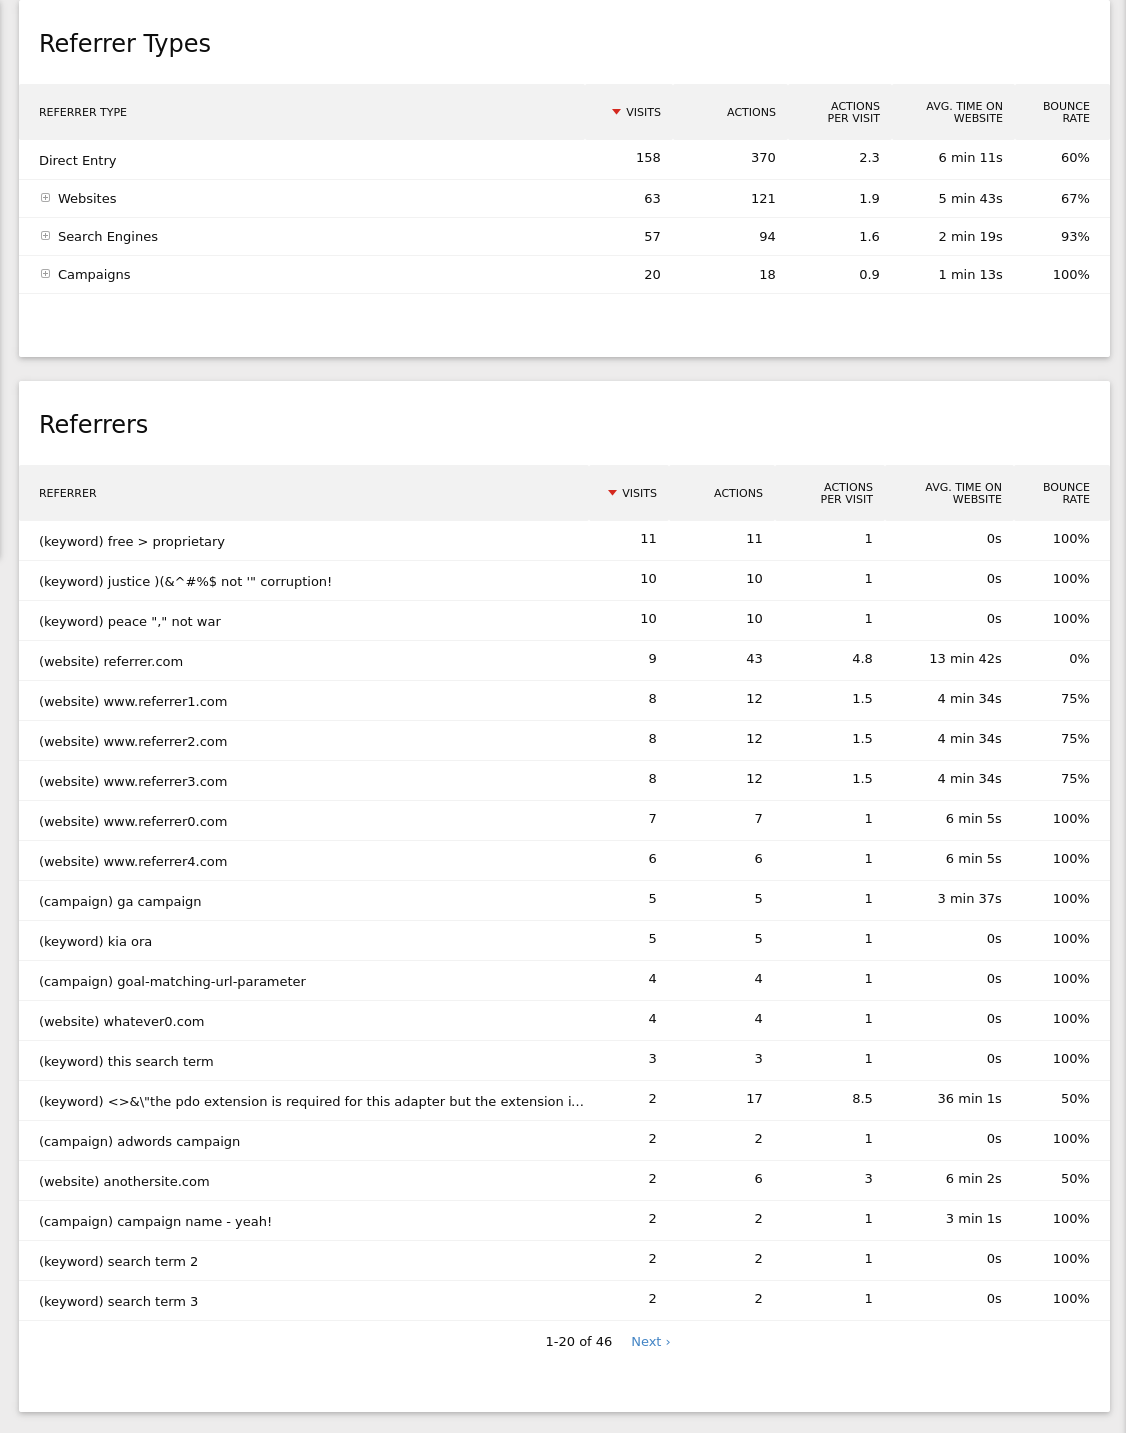 Referrer Types
REFERRER TYPE VISITS ACTIONS ACTIONS PER VISIT AVG. TIME ON WEBSITE BOUNCE RATE
Direct Entry 158 370 2.3 6 min 11s 60%
Websites 63 121 1.9 5 min 43s 67%
Search Engines 57 94 1.6 2 min 19s 93%
Campaigns 20 18 0.9 1 min 13s 100%
Referrers
REFERRER VISITS ACTIONS ACTIONS PER VISIT AVG. TIME ON WEBSITE BOUNCE RATE
(keyword) free > proprietary 11 11 1 0s 100%
(keyword) justice )(&^#%$ not '" corruption! 10 10 1 0s 100%
(keyword) peace "," not war 10 10 1 0s 100%
(website) referrer.com 9 43 4.8 13 min 42s 0%
(website) www.referrer1.com 8 12 1.5 4 min 34s 75%
(website) www.referrer2.com 8 12 1.5 4 min 34s 75%
(website) www.referrer3.com 8 12 1.5 4 min 34s 75%
(website) www.referrer0.com 7 7 1 6 min 5s 100%
(website) www.referrer4.com 6 6 1 6 min 5s 100%
(campaign) ga campaign 5 5 1 3 min 37s 100%
(keyword) kia ora 5 5 1 0s 100%
(campaign) goal-matching-url-parameter 4 4 1 0s 100%
(website) whatever0.com 4 4 1 0s 100%
(keyword) this search term 3 3 1 0s 100%
(keyword) <>&\"the pdo extension is required for this adapter but the extension i... 2 17 8.5 36 min 1s 50%
(campaign) adwords campaign 2 2 1 0s 100%
(website) anothersite.com 2 6 3 6 min 2s 50%
(campaign) campaign name - yeah! 2 2 1 3 min 1s 100%
(keyword) search term 2 2 2 1 0s 100%
(keyword) search term 3 2 2 1 0s 100%
1-20 of 46 Next ›